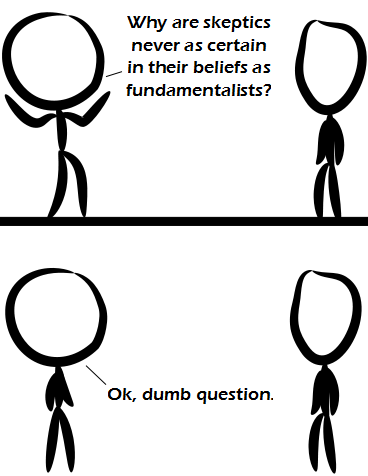 Why are skeptics
never as certain
in their beliefs as
fundamentalists?
Ok, dumb question.